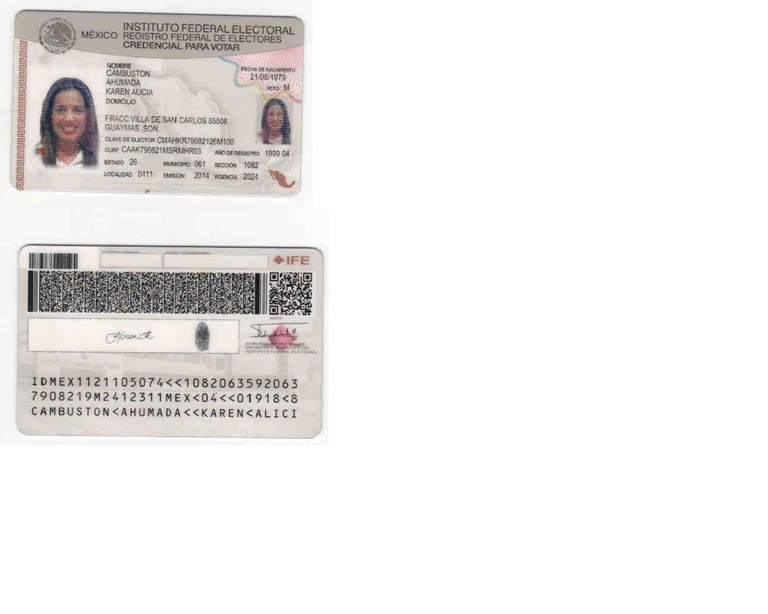 MÉXICO INSTITUTO FEDERAL ELECTORAL
REGISTRO FEDERAL DE ELECTORES
CREDENCIAL PARA VOTAR
NOMBRE
CAMBUSTON
AHUMADA
KAREN ALICIA
FECHA DE NACIMIENTO
21/08/1979
SEXO M
DOMICILIO
FRACC VILLA DE SAN CARLOS 85506
GUAYMAS ,SON.
CLAVE DE ELECTOR CMAHKR79082126M100
CURP CAAK790821MSRMHR03 AÑO DE REGISTRO 1999 04
ESTADO 26 MUNICIPIO 061 SECCIÓN 1082
LOCALIDAD 0411 EMISIÓN 2014 VIGENCIA 2024
IFE
IDMEX1121105074<<1082063592063
7908219M2412311MEX<04<<01918<8
CAMBUSTON<AHUMADA<<KAREN<ALICI